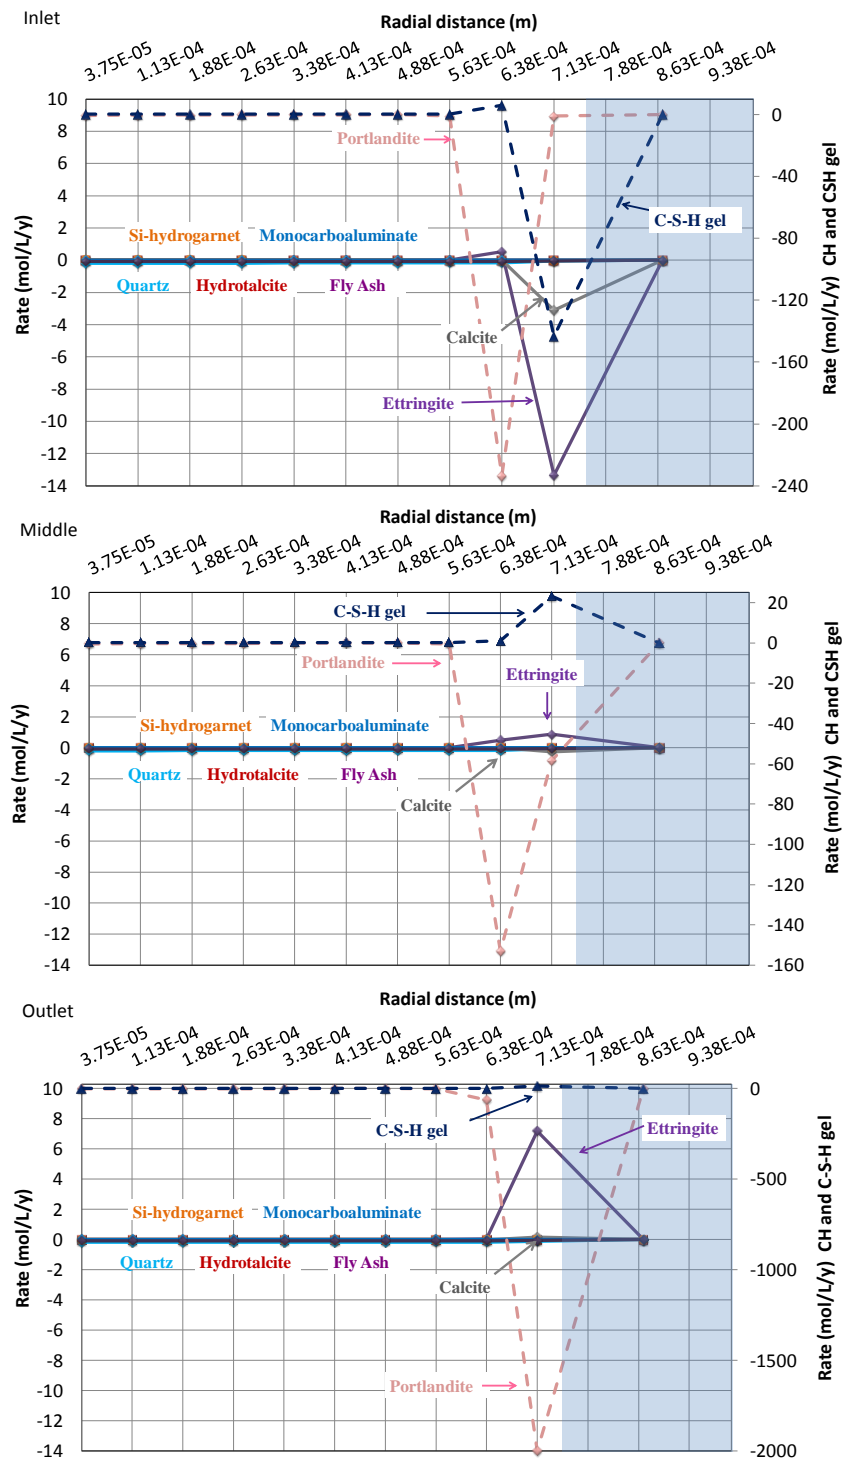 Inlet
Radial distance (m)
3.75E-05 1.13E-04 1.88E-04 2.63E-04 3.38E-04 4.13E-04 4.88E-04 5.63E-04 6.38E-04 7.13E-04 7.88E-04 8.63E-04 9.38E-04
Rate (mol/L/y)
10
8
6
4
2
0
-2
-4
-6
-8
-10
-12
-14
Portlandite
C-S-H gel
Si-hydrogarnet Monocarboaluminate
Quartz Hydrotalcite Fly Ash
Calcite
Ettringite
0
-40
-80
-120
-160
-200
-240
Rate (mol/L/y) CH and CSH gel
Middle
Radial distance (m)
3.75E-05 1.13E-04 1.88E-04 2.63E-04 3.38E-04 4.13E-04 4.88E-04 5.63E-04 6.38E-04 7.13E-04 7.88E-04 8.63E-04 9.38E-04
Rate (mol/L/y)
10
8
6
4
2
0
-2
-4
-6
-8
-10
-12
-14
C-S-H gel
Portlandite
Ettringite
Si-hydrogarnet Monocarboaluminate
Quartz Hydrotalcite Fly Ash
Calcite
20
0
-20
-40
-60
-80
-100
-120
-140
-160
Rate (mol/L/y) CH and CSH gel
Outlet
Radial distance (m)
3.75E-05 1.13E-04 1.88E-04 2.63E-04 3.38E-04 4.13E-04 4.88E-04 5.63E-04 6.38E-04 7.13E-04 7.88E-04 8.63E-04 9.38E-04
Rate (mol/L/y)
10
8
6
4
2
0
-2
-4
-6
-8
-10
-12
-14
C-S-H gel
Ettringite
Si-hydrogarnet Monocarboaluminate
Quartz Hydrotalcite Fly Ash
Calcite
Portlandite
0
-500
-1000
-1500
-2000
Rate (mol/L/y) CH and C-S-H gel